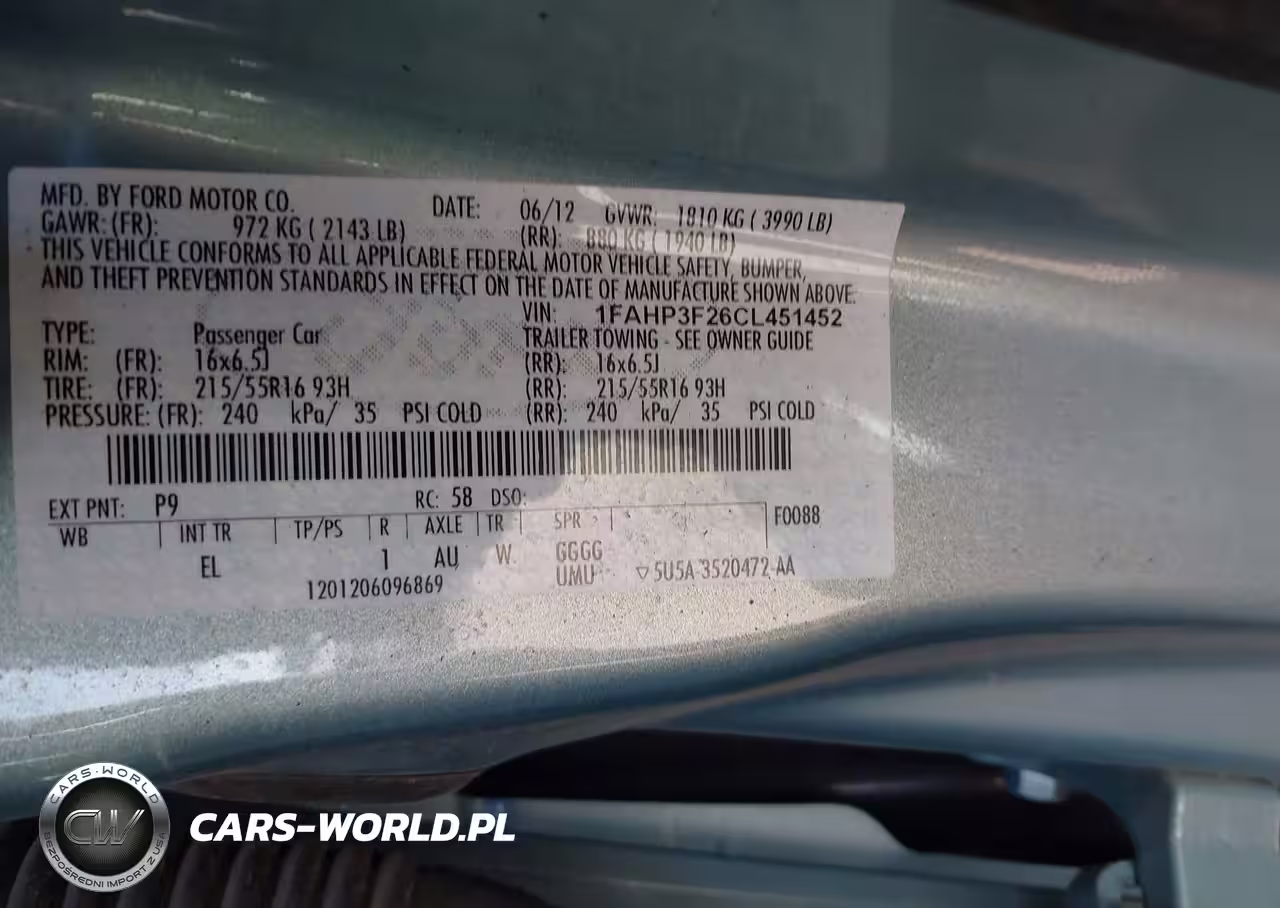 MFD. BY FORD MOTOR CO. DATE: 06/12 GVWR: 1810 KG ( 3990 LB)
GAWR: (FR): 972 KG ( 2143 LB) (RR): 880 KG ( 1940 LB)
THIS VEHICLE CONFORMS TO ALL APPLICABLE FEDERAL MOTOR VEHICLE SAFETY, BUMPER,
AND THEFT PREVENTION STANDARDS IN EFFECT ON THE DATE OF MANUFACTURE SHOWN ABOVE.
VIN: 1FAHP3F26CL451452
TYPE: Passenger Car TRAILER TOWING - SEE OWNER GUIDE
RIM: (FR): 16x6.5J (RR): 16x6.5J
TIRE: (FR): 215/55R16 93H (RR): 215/55R16 93H
PRESSURE: (FR): 240 kPa/ 35 PSI COLD (RR): 240 kPa/ 35 PSI COLD
EXT PNT: P9 RC: 58 DSO:
WB INT TR TP/PS R AXLE TR SPR F0088
EL 1 AU W GGGG
UMU ▽5U5A-3520472-AA
1201206096869
CARS-WORLD
CW
BEZPOŚREDNI IMPORT Z USA
CARS-WORLD.PL